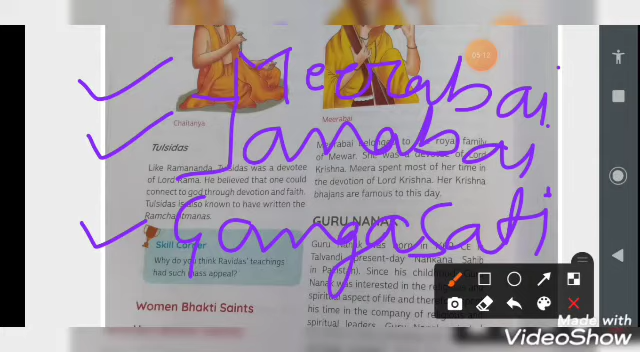 05:12
Chaitanya
Meerabai
Meerabai
Janabai
Gangasati
Tulsidas
Like Ramananda, Tulsidas was a devotee
of Lord Rama. He believed that one could
connect to god through devotion and faith.
Tulsidas is also known to have written the
Ramcharitmanas.
Skill Corner
Why do you think Ravidas' teachings
had such mass appeal?
Women Bhakti Saints
Meerabai belonged to the royal family
of Mewar. She was a devotee of Lord
Krishna. Meera spent most of her time in
the devotion of Lord Krishna. Her Krishna
bhajans are famous to this day.
GURU NANAK
Guru Nanak was born in 1469 CE in
Talvandi (present-day Nankana Sahib
in Pakistan). Since his childhood
Nanak was interested in the religious and
spiritual aspect of life and
his time in the company of
spiritual leaders.
Made with
VideoShow